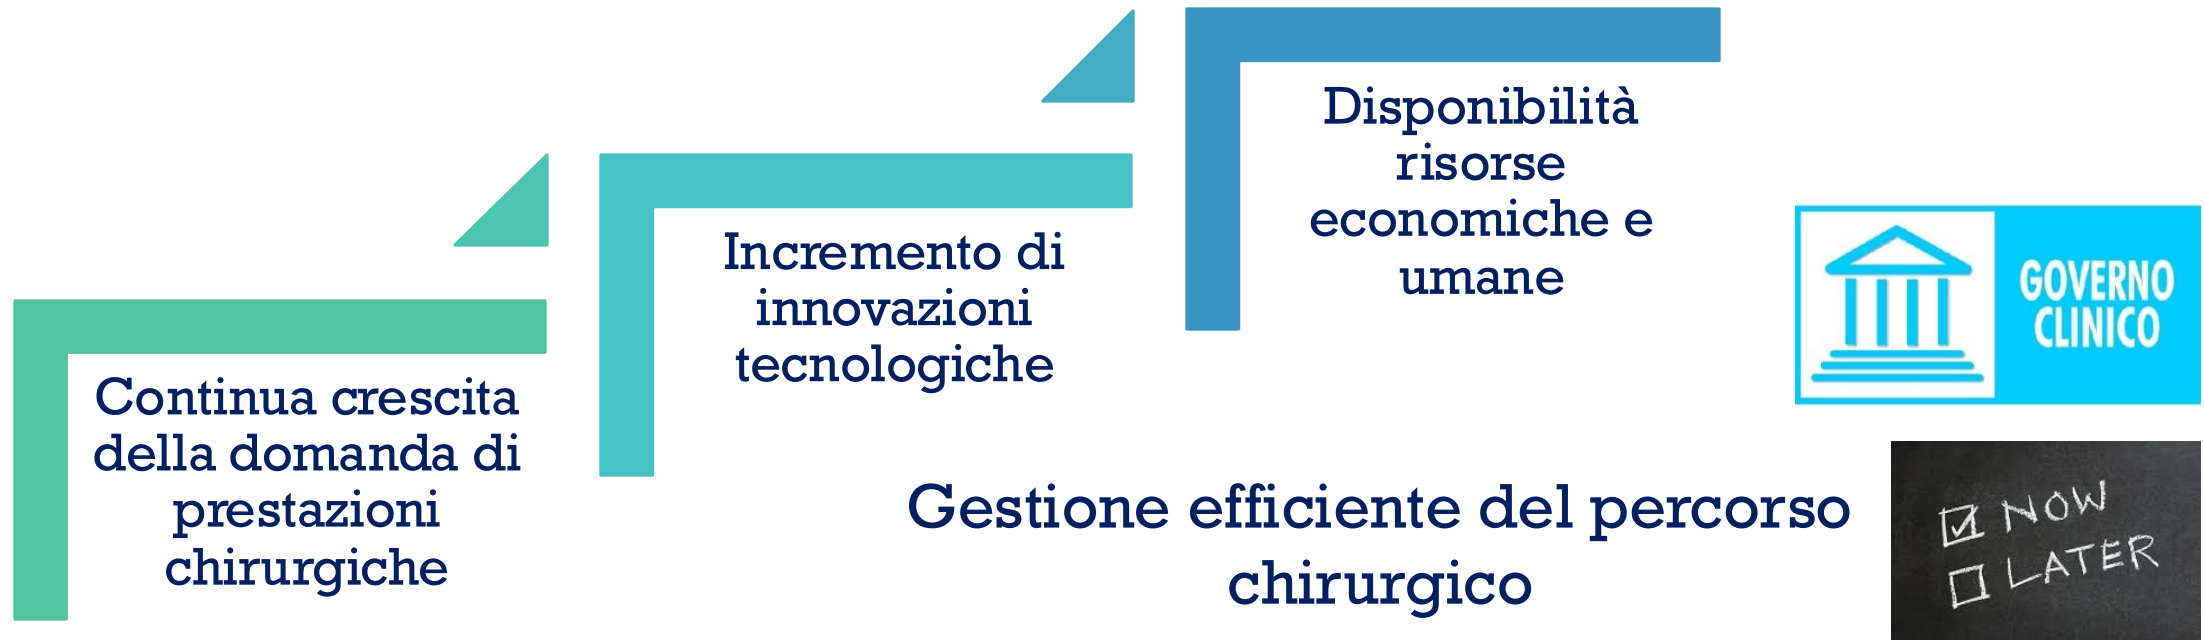 Continua crescita
della domanda di
prestazioni
chirurgiche
Incremento di
innovazioni
tecnologiche
Disponibilità
risorse
economiche e
umane
GOVERNO
CLINICO
Gestione efficiente del percorso
chirurgico
NOW
LATER